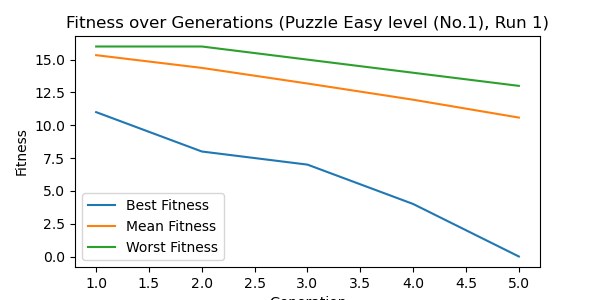 Fitness over Generations (Puzzle Easy level (No.1), Run 1)
Fitness
15.0
12.5
10.0
7.5
5.0
2.5
0.0
Best Fitness
Mean Fitness
Worst Fitness
1.0 1.5 2.0 2.5 3.0 3.5 4.0 4.5 5.0
Generation